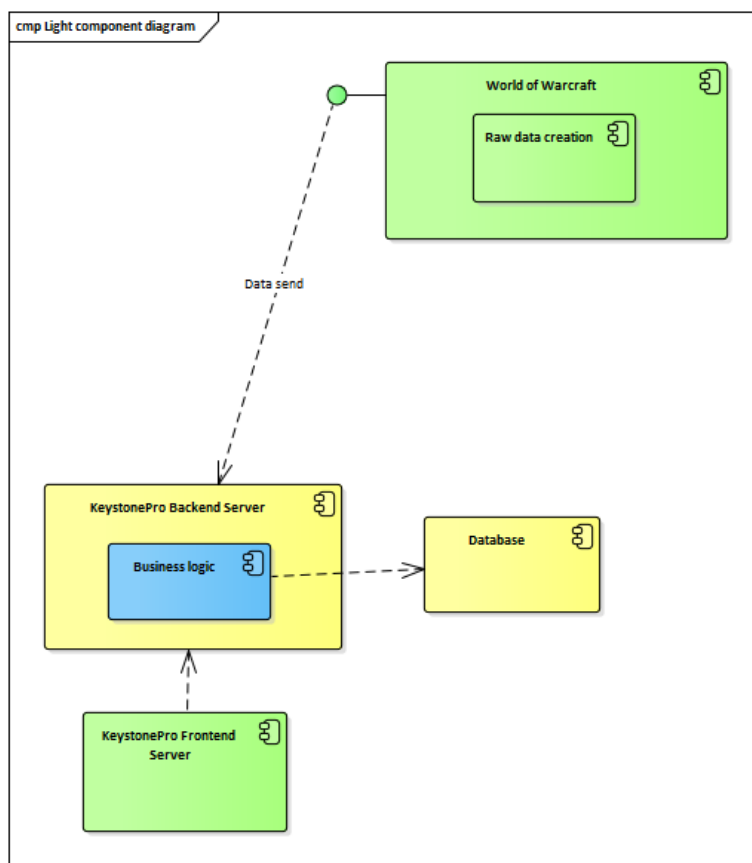 cmp Light component diagram
World of Warcraft
Raw data creation
Data send
KeystonePro Backend Server
Business logic
Database
KeystonePro Frontend
Server